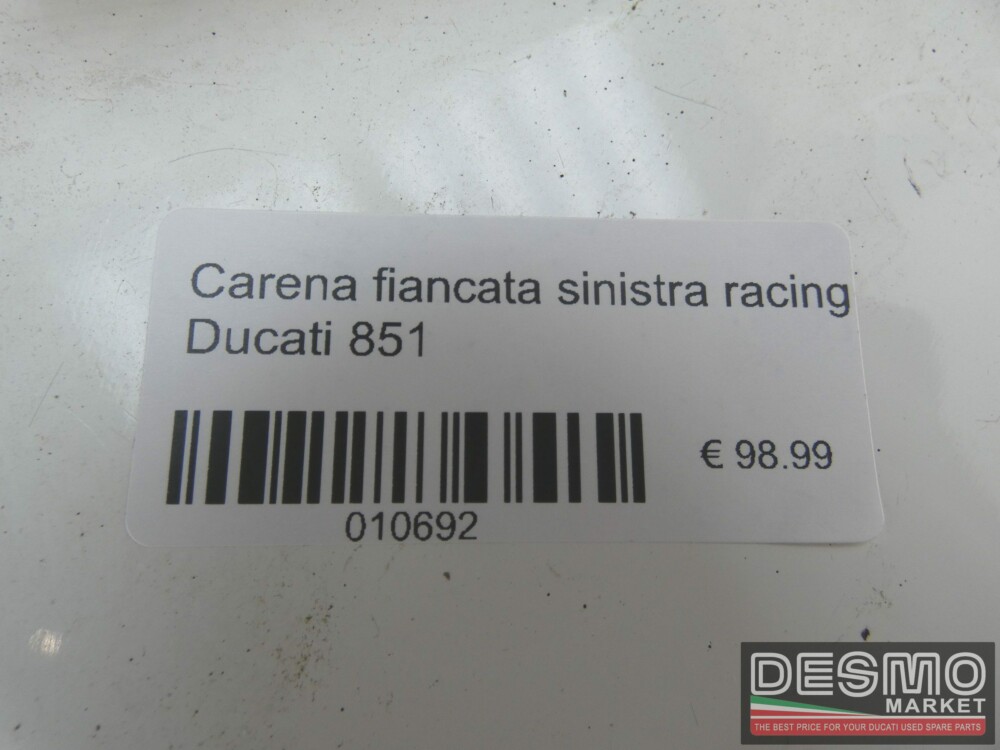 Carena fiancata sinistra racing
Ducati 851
€ 98.99
010692
DESMO
MARKET
THE BEST PRICE FOR YOUR DUCATI USED SPARE PARTS